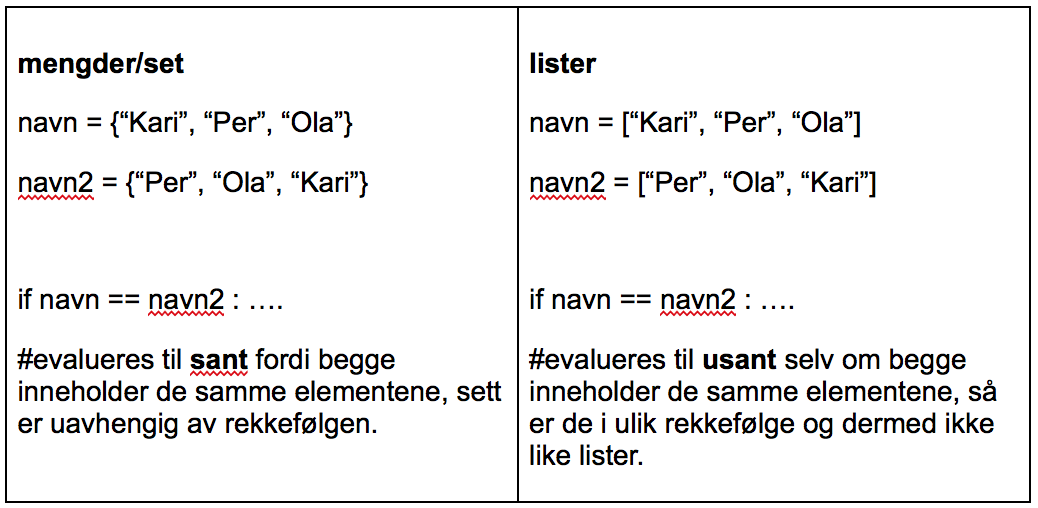 mengder/set
navn = {“Kari”, “Per”, “Ola”}
navn2 = {“Per”, “Ola”, “Kari”}
if navn == navn2 : ….
#evalueres til sant fordi begge
inneholder de samme elementene, sett
er uavhengig av rekkefølgen.
lister
navn = [“Kari”, “Per”, “Ola”]
navn2 = [“Per”, “Ola”, “Kari”]
if navn == navn2 : ….
#evalueres til usant selv om begge
inneholder de samme elementene, så
er de i ulik rekkefølge og dermed ikke
like lister.